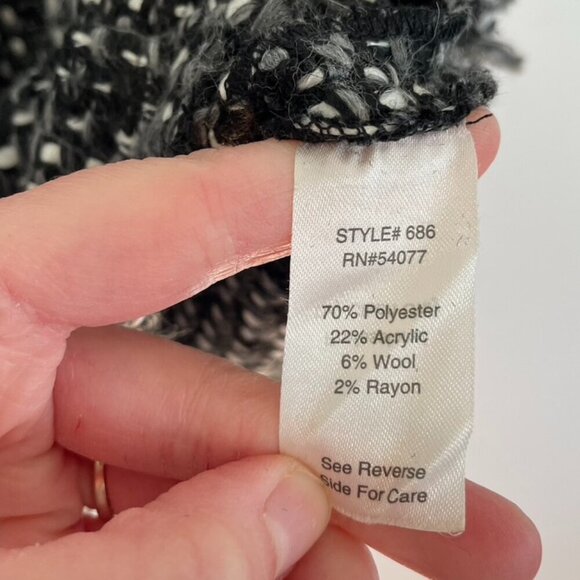 STYLE# 686
RN#54077
70% Polyester
22% Acrylic
6% Wool
2% Rayon
See Reverse
Side For Care